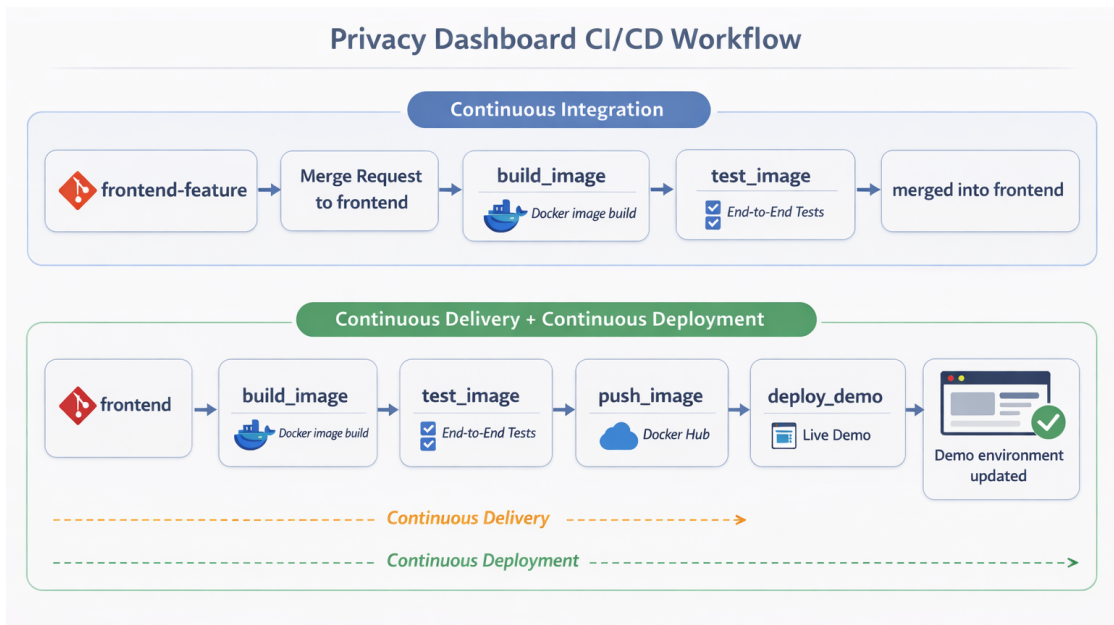 Privacy Dashboard CI/CD Workflow
Continuous Integration
frontend-feature
Merge Request
to frontend
build_image
Docker image build
test_image
End-to-End Tests
merged into frontend
Continuous Delivery + Continuous Deployment
frontend
build_image
Docker image build
test_image
End-to-End Tests
push_image
Docker Hub
deploy_demo
Live Demo
Demo environment
updated
Continuous Delivery
Continuous Deployment